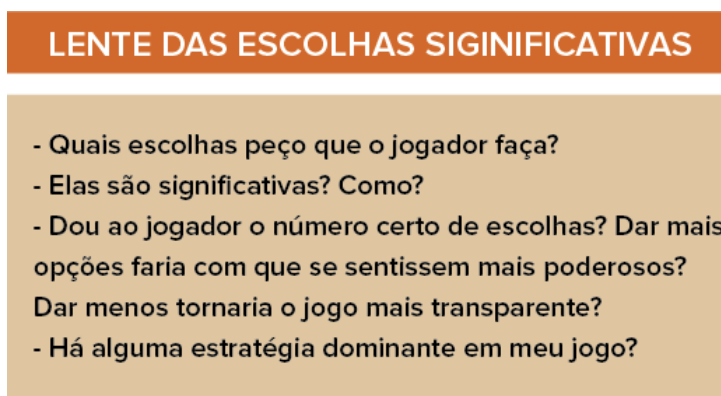 LENTE DAS ESCOLHAS SIGINIFICATIVAS
- Quais escolhas peço que o jogador faça?
- Elas são significativas? Como?
- Dou ao jogador o número certo de escolhas? Dar mais
opções faria com que se sentissem mais poderosos?
Dar menos tornaria o jogo mais transparente?
- Há alguma estratégia dominante em meu jogo?